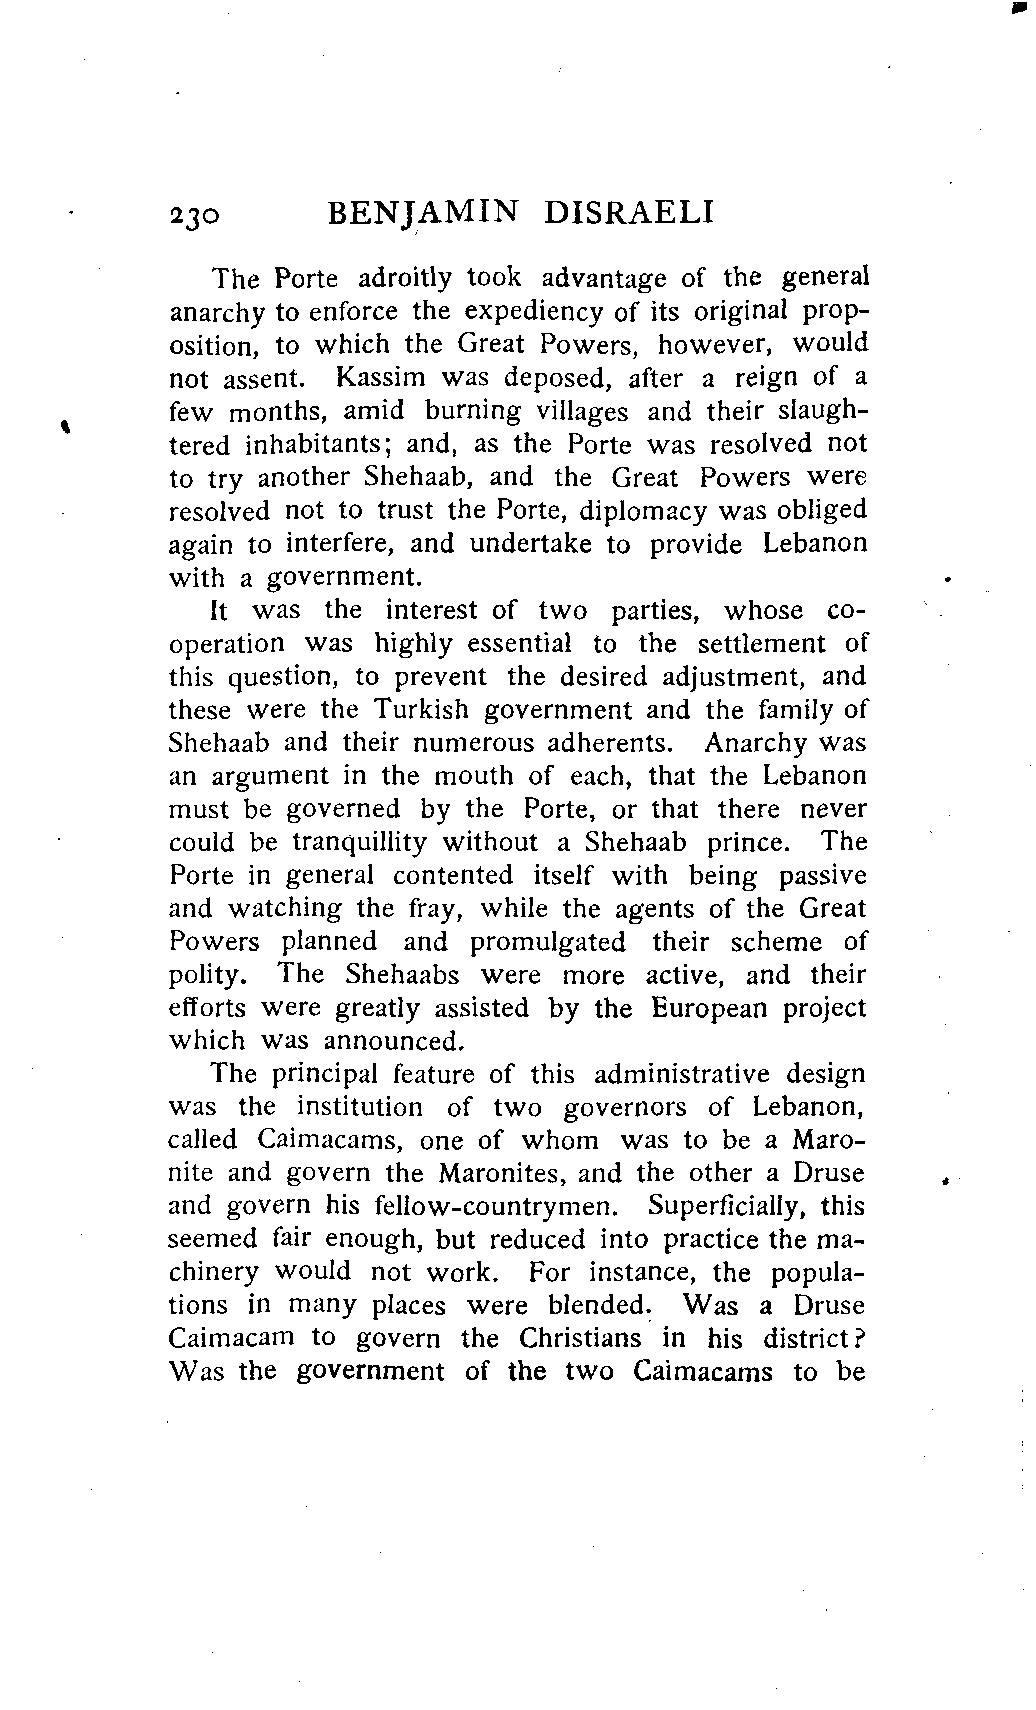 230 BENJAMIN DISRAELI
The Porte adroitly took advantage of the general
anarchy to enforce the expediency of its original prop-
osition, to which the Great Powers, however, would
not assent. Kassim was deposed, after a reign of a
few months, amid burning villages and their slaugh-
tered inhabitants; and, as the Porte was resolved not
to try another Shehaab, and the Great Powers were
resolved not to trust the Porte, diplomacy was obliged
again to interfere, and undertake to provide Lebanon
with a government.
It was the interest of two parties, whose co-
operation was highly essential to the settlement of
this question, to prevent the desired adjustment, and
these were the Turkish government and the family of
Shehaab and their numerous adherents. Anarchy was
an argument in the mouth of each, that the Lebanon
must be governed by the Porte, or that there never
could be tranquillity without a Shehaab prince. The
Porte in general contented itself with being passive
and watching the fray, while the agents of the Great
Powers planned and promulgated their scheme of
polity. The Shehaabs were more active, and their
efforts were greatly assisted by the European project
which was announced.
The principal feature of this administrative design
was the institution of two governors of Lebanon,
called Caimacams, one of whom was to be a Maro-
nite and govern the Maronites, and the other a Druse
and govern his fellow-countrymen. Superficially, this
seemed fair enough, but reduced into practice the ma-
chinery would not work. For instance, the popula-
tions in many places were blended. Was a Druse
Caimacam to govern the Christians in his district?
Was the government of the two Caimacams to be